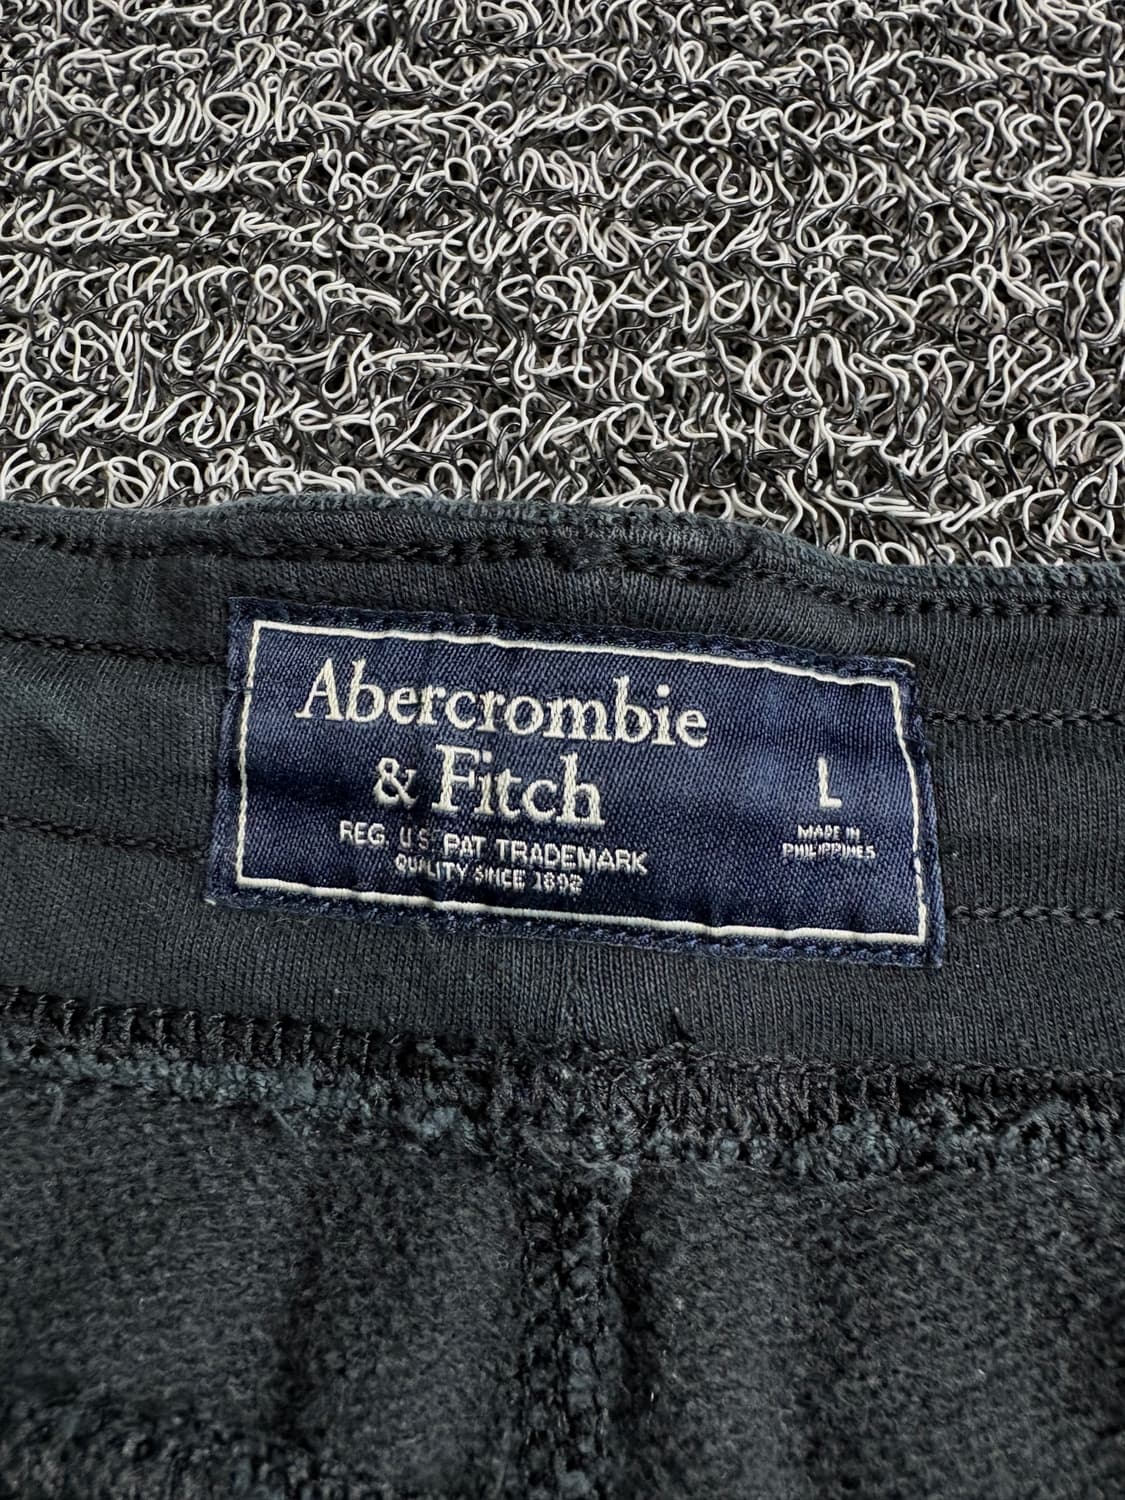 Abercrombie
& Fitch
REG. U.S. PAT TRADEMARK
QUALITY SINCE 1892
L
MADE IN
PHILIPPINES